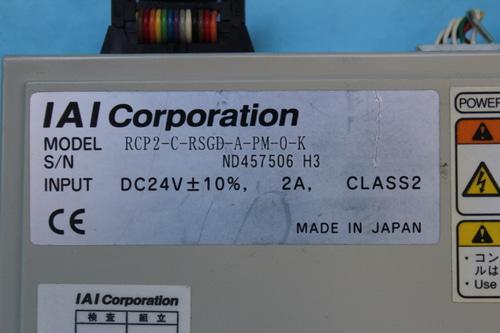 IAI Corporation
MODEL RCP2-C-RSGD-A-PM-0-K
S/N ND457506 H3
INPUT DC24V±10%, 2A, CLASS2
CE MADE IN JAPAN
POWER
・コン
ルは
・Use
IAI Corporation
検査 組立